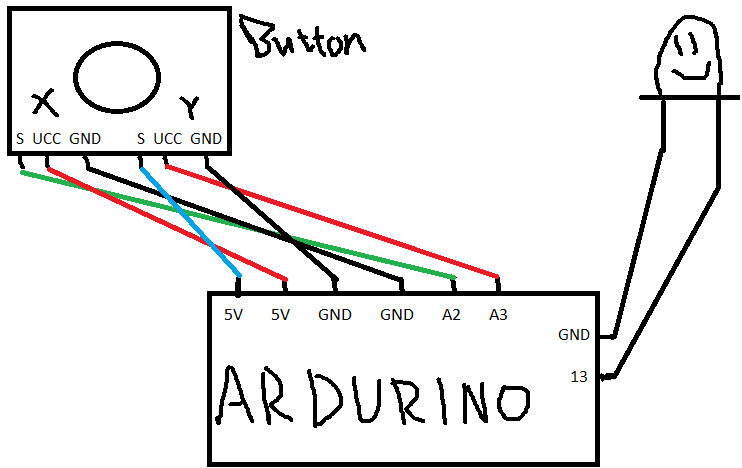 Button
X Y
S UCC GND S UCC GND
5V 5V GND GND A2 A3
GND
13
ARDURINO